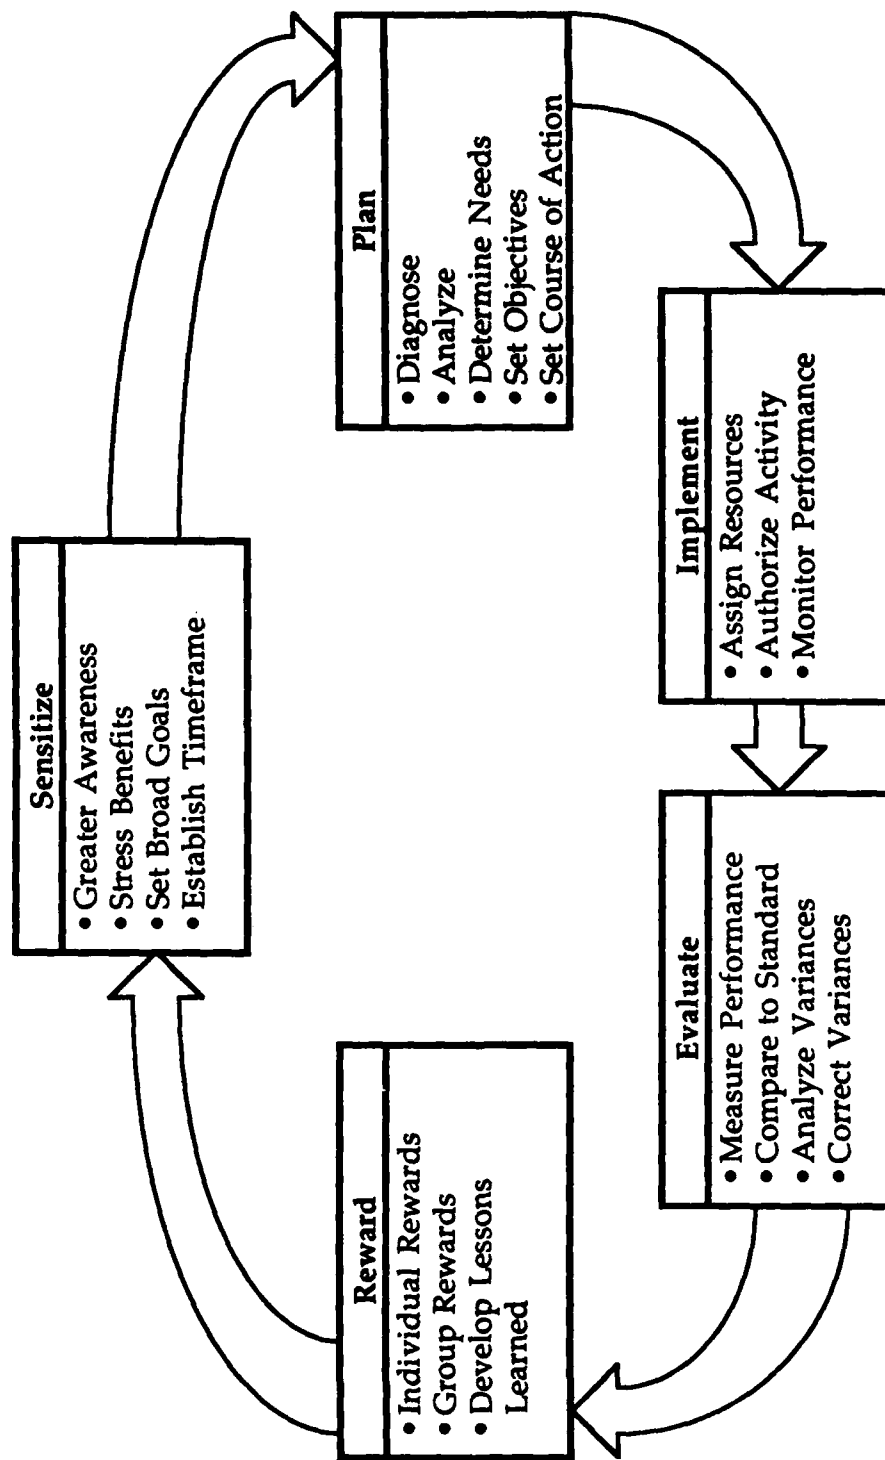 Sensitize
• Greater Awareness
• Stress Benefits
• Set Broad Goals
• Establish Timeframe
Plan
• Diagnose
• Analyze
• Determine Needs
• Set Objectives
• Set Course of Action
Implement
• Assign Resources
• Authorize Activity
• Monitor Performance
Evaluate
• Measure Performance
• Compare to Standard
• Analyze Variances
• Correct Variances
Reward
• Individual Rewards
• Group Rewards
• Develop Lessons
Learned